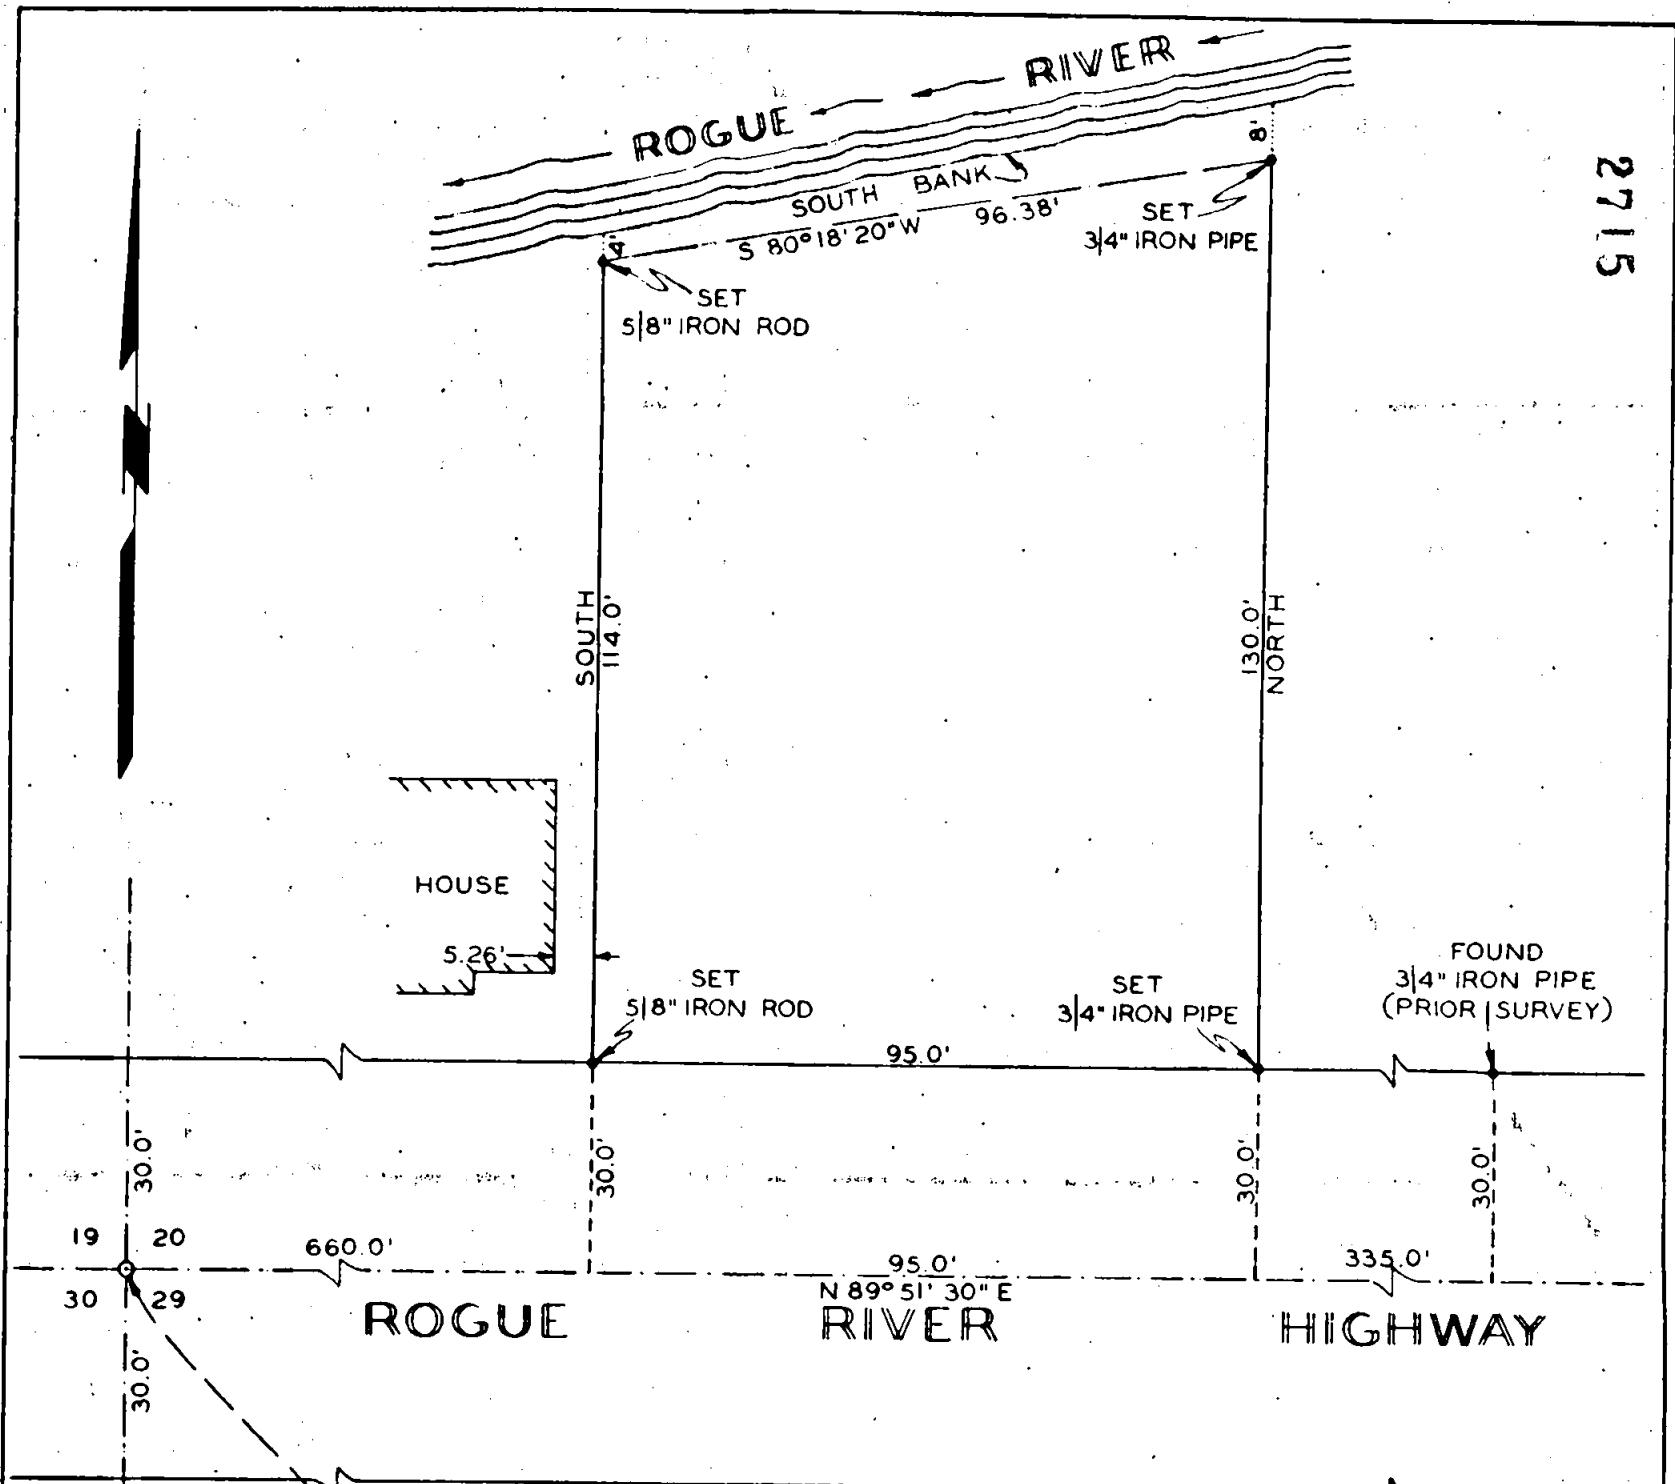 ROGUE RIVER
8'
SOUTH BANK
S 80°18'20"W 96.38'
4'
SET
3/4" IRON PIPE
SET
5/8" IRON ROD
2715
SOUTH
114.0'
130.0'
NORTH
HOUSE
5.26'
SET
5/8" IRON ROD
SET
3/4" IRON PIPE
FOUND
3/4" IRON PIPE
(PRIOR SURVEY)
95.0'
30.0'
30.0'
30.0'
30.0'
19 20
660.0'
95.0'
335.0'
N 89°51'30" E
30 29
ROGUE RIVER HIGHWAY
30.0'